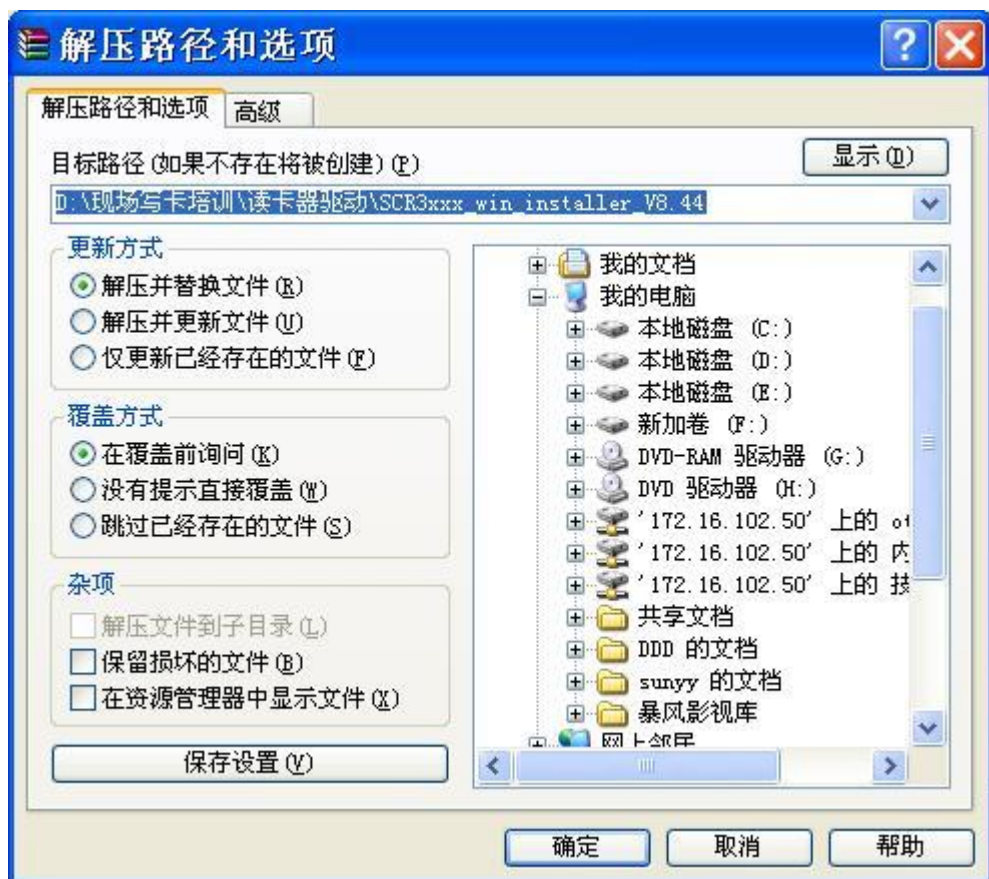 解压路径和选项
解压路径和选项 高级
目标路径(如果不存在将被创建)(P)
显示(D)
D:\现场写卡培训\读卡器驱动\SCR3xxx_win_installer_V8.44
更新方式
解压并替换文件(R)
解压并更新文件(U)
仅更新已经存在的文件(F)
覆盖方式
在覆盖前询问(K)
没有提示直接覆盖(W)
跳过已经存在的文件(S)
杂项
解压文件到子目录(L)
保留损坏的文件(B)
在资源管理器中显示文件(X)
保存设置(V)
我的文档
我的电脑
本地磁盘 (C:)
本地磁盘 (D:)
本地磁盘 (E:)
新加卷 (F:)
DVD-RAM 驱动器 (G:)
DVD 驱动器 (H:)
'172.16.102.50' 上的
'172.16.102.50' 上的 内
'172.16.102.50' 上的 技
共享文档
DDD 的文档
sunyy 的文档
暴风影视库
网上邻居
确定 取消 帮助